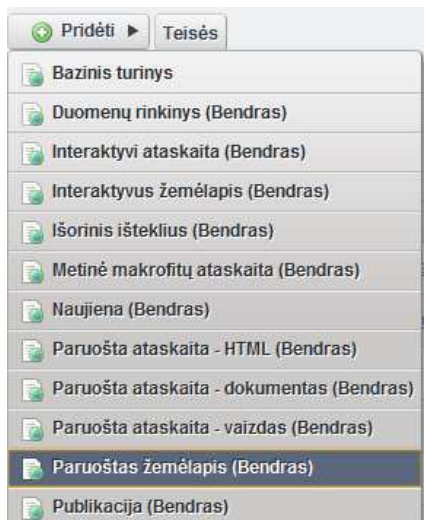 Pridėti ▶ Teisės
Bazinis turinys
Duomenų rinkinys (Bendras)
Interaktyvi ataskaita (Bendras)
Interaktyvus žemėlapis (Bendras)
Išorinis išteklius (Bendras)
Metinė makrofitų ataskaita (Bendras)
Naujiena (Bendras)
Paruošta ataskaita - HTML (Bendras)
Paruošta ataskaita - dokumentas (Bendras)
Paruošta ataskaita - vaizdas (Bendras)
Paruoštas žemėlapis (Bendras)
Publikacija (Bendras)